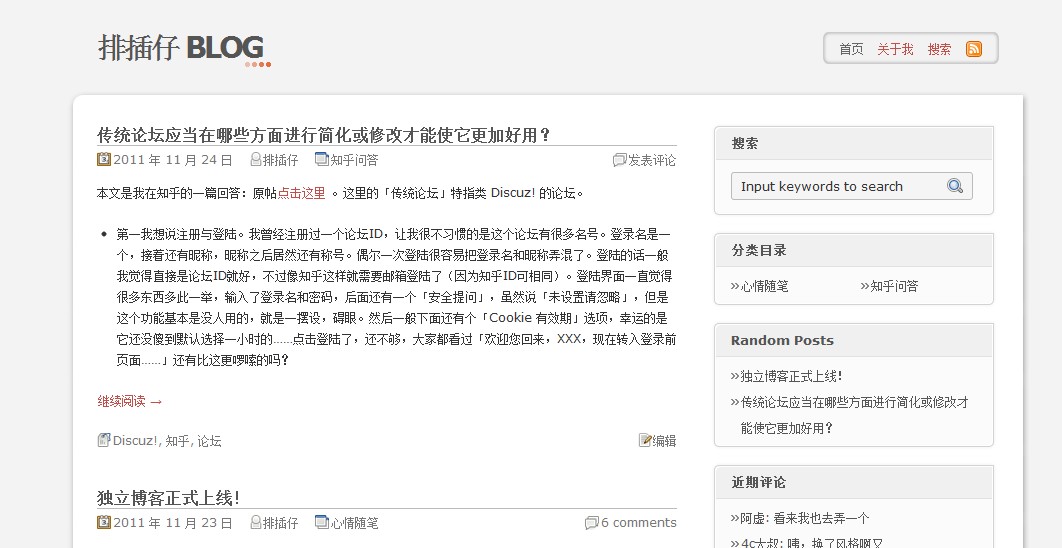 排插仔 BLOG
首页 关于我 搜索
传统论坛应当在哪些方面进行简化或修改才能使它更加好用？
2011 年 11 月 24 日 排插仔 知乎问答 发表评论
本文是我在知乎的一篇回答：原帖点击这里 。这里的「传统论坛」特指类 Discuz! 的论坛。
第一我想说注册与登陆。我曾经注册过一个论坛ID，让我很不习惯的是这个论坛有很多名号。登录名是一
个，接着还有昵称，昵称之后居然还有称号。偶尔一次登陆很容易把登录名和昵称弄混了。登陆的话一般
我觉得直接是论坛ID就好，不过像知乎这样就需要邮箱登陆了（因为知乎ID可相同）。登陆界面一直觉得
很多东西多此一举，输入了登录名和密码，后面还有一个「安全提问」，虽然说「未设置请忽略」，但是
这个功能基本是没人用的，就是一摆设，碍眼。然后一般下面还有个「Cookie 有效期」选项，幸运的是
它还没傻到默认选择一小时的……点击登陆了，还不够，大家都看过「欢迎您回来，XXX，现在转入登录前
页面……」还有比这更啰嗦的吗？
继续阅读 →
Discuz!, 知乎, 论坛 编辑
独立博客正式上线！
2011 年 11 月 23 日 排插仔 心情随笔 6 comments
搜索
Input keywords to search
分类目录
»心情随笔 »知乎问答
Random Posts
»独立博客正式上线！
»传统论坛应当在哪些方面进行简化或修改才
能使它更加好用？
近期评论
»阿虚: 看来我也去弄一个
»4c大叔: 咦，换了风格啊又